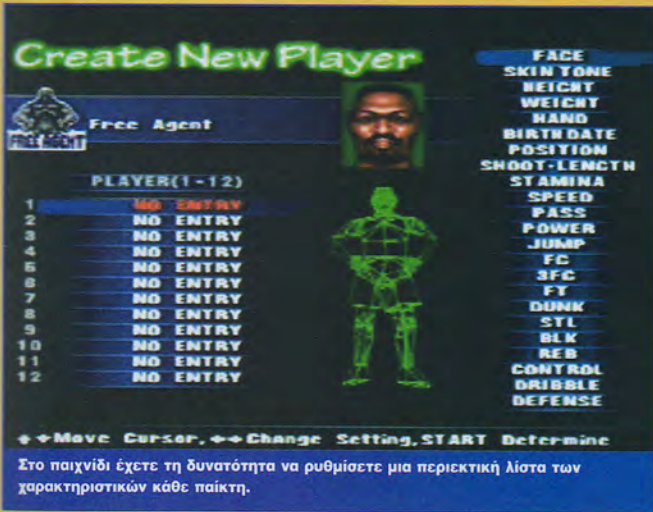 Create New Player
FREE AGENT
Free Agent
PLAYER(1-12)
1 NO ENTRY
2 NO ENTRY
3 NO ENTRY
4 NO ENTRY
5 NO ENTRY
6 NO ENTRY
7 NO ENTRY
8 NO ENTRY
9 NO ENTRY
10 NO ENTRY
11 NO ENTRY
12 NO ENTRY
FACE
SKIN TONE
HEIGHT
WEIGHT
HAND
BIRTH DATE
POSITION
SHOOT-LENGTH
STAMINA
SPEED
PASS
POWER
JUMP
FG
3FG
FT
DUNK
STL
BLK
REB
CONTROL
DRIBBLE
DEFENSE
Move Cursor, Change Setting, START Determine
Στο παιχνίδι έχετε τη δυνατότητα να ρυθμίσετε μια περιεκτική λίστα των
χαρακτηριστικών κάθε παίκτη.